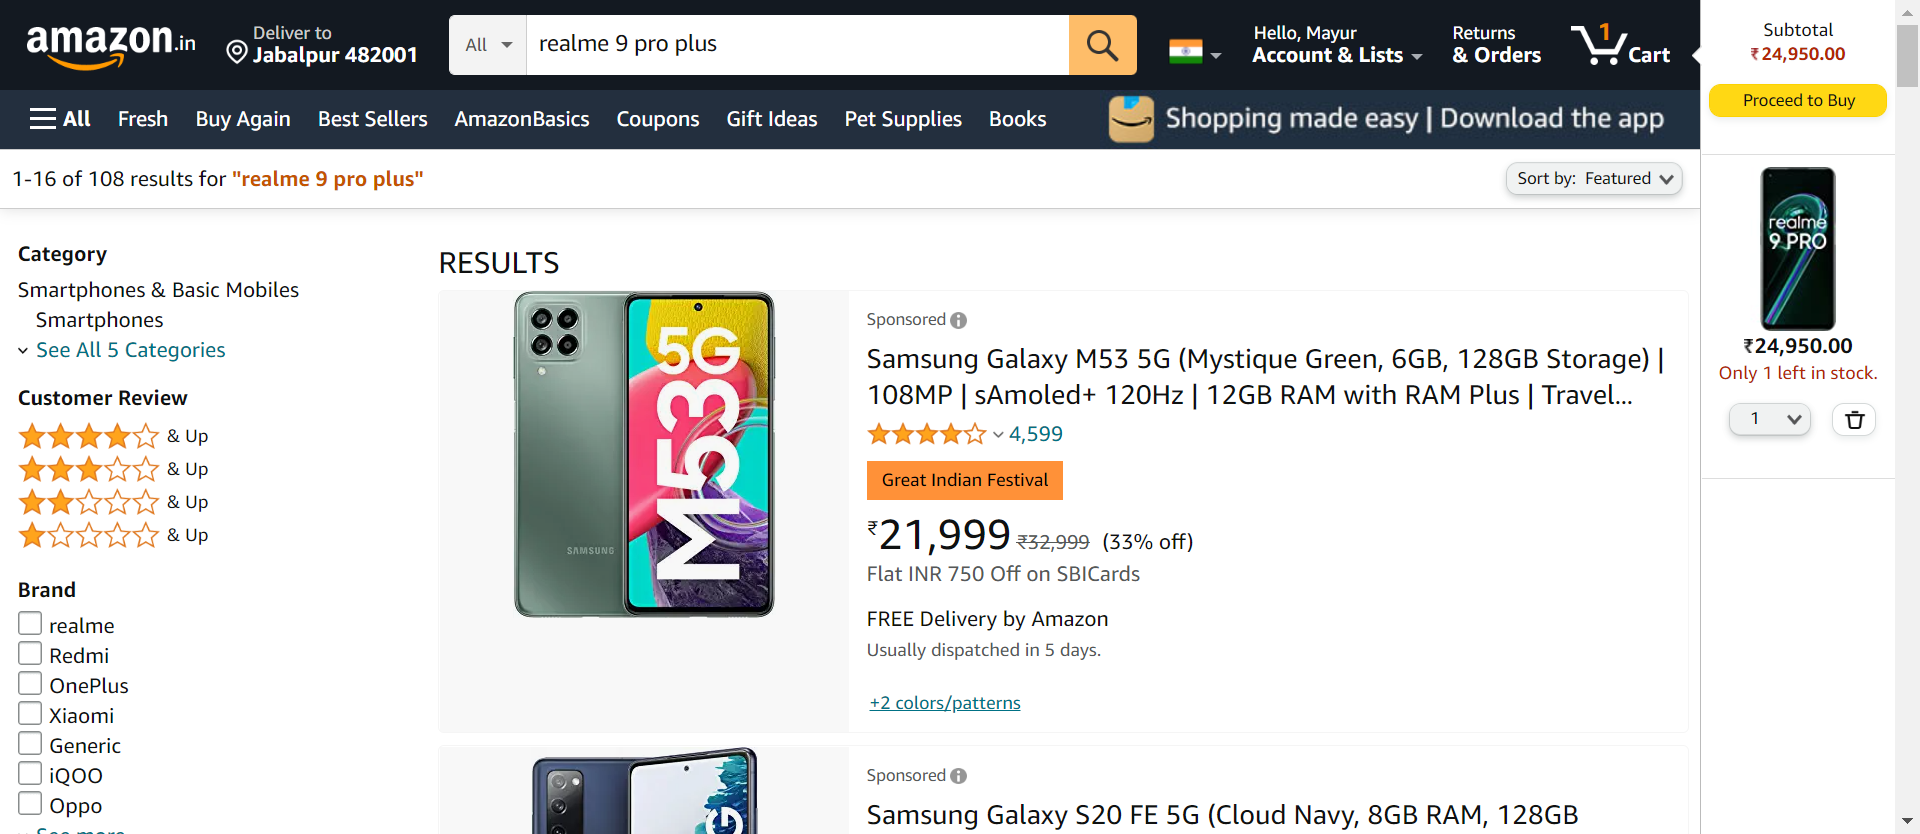 amazon.in
Deliver to
Jabalpur 482001
All
realme 9 pro plus
Hello, Mayur
Account & Lists
Returns
& Orders
1
Cart
Subtotal
₹24,950.00
Proceed to Buy
All
Fresh
Buy Again
Best Sellers
AmazonBasics
Coupons
Gift Ideas
Pet Supplies
Books
Shopping made easy | Download the app
1-16 of 108 results for "realme 9 pro plus"
Sort by: Featured
Category
Smartphones & Basic Mobiles
Smartphones
See All 5 Categories
Customer Review
& Up
& Up
& Up
& Up
Brand
realme
Redmi
OnePlus
Xiaomi
Generic
iQOO
Oppo
See more
RESULTS
5G
M53
SAMSUNG
Sponsored
Samsung Galaxy M53 5G (Mystique Green, 6GB, 128GB Storage) |
108MP | sAmoled+ 120Hz | 12GB RAM with RAM Plus | Travel...
4,599
Great Indian Festival
₹21,999 ₹32,999 (33% off)
Flat INR 750 Off on SBICards
FREE Delivery by Amazon
Usually dispatched in 5 days.
+2 colors/patterns
Sponsored
Samsung Galaxy S20 FE 5G (Cloud Navy, 8GB RAM, 128GB
realme
9 PRO
₹24,950.00
Only 1 left in stock.
1